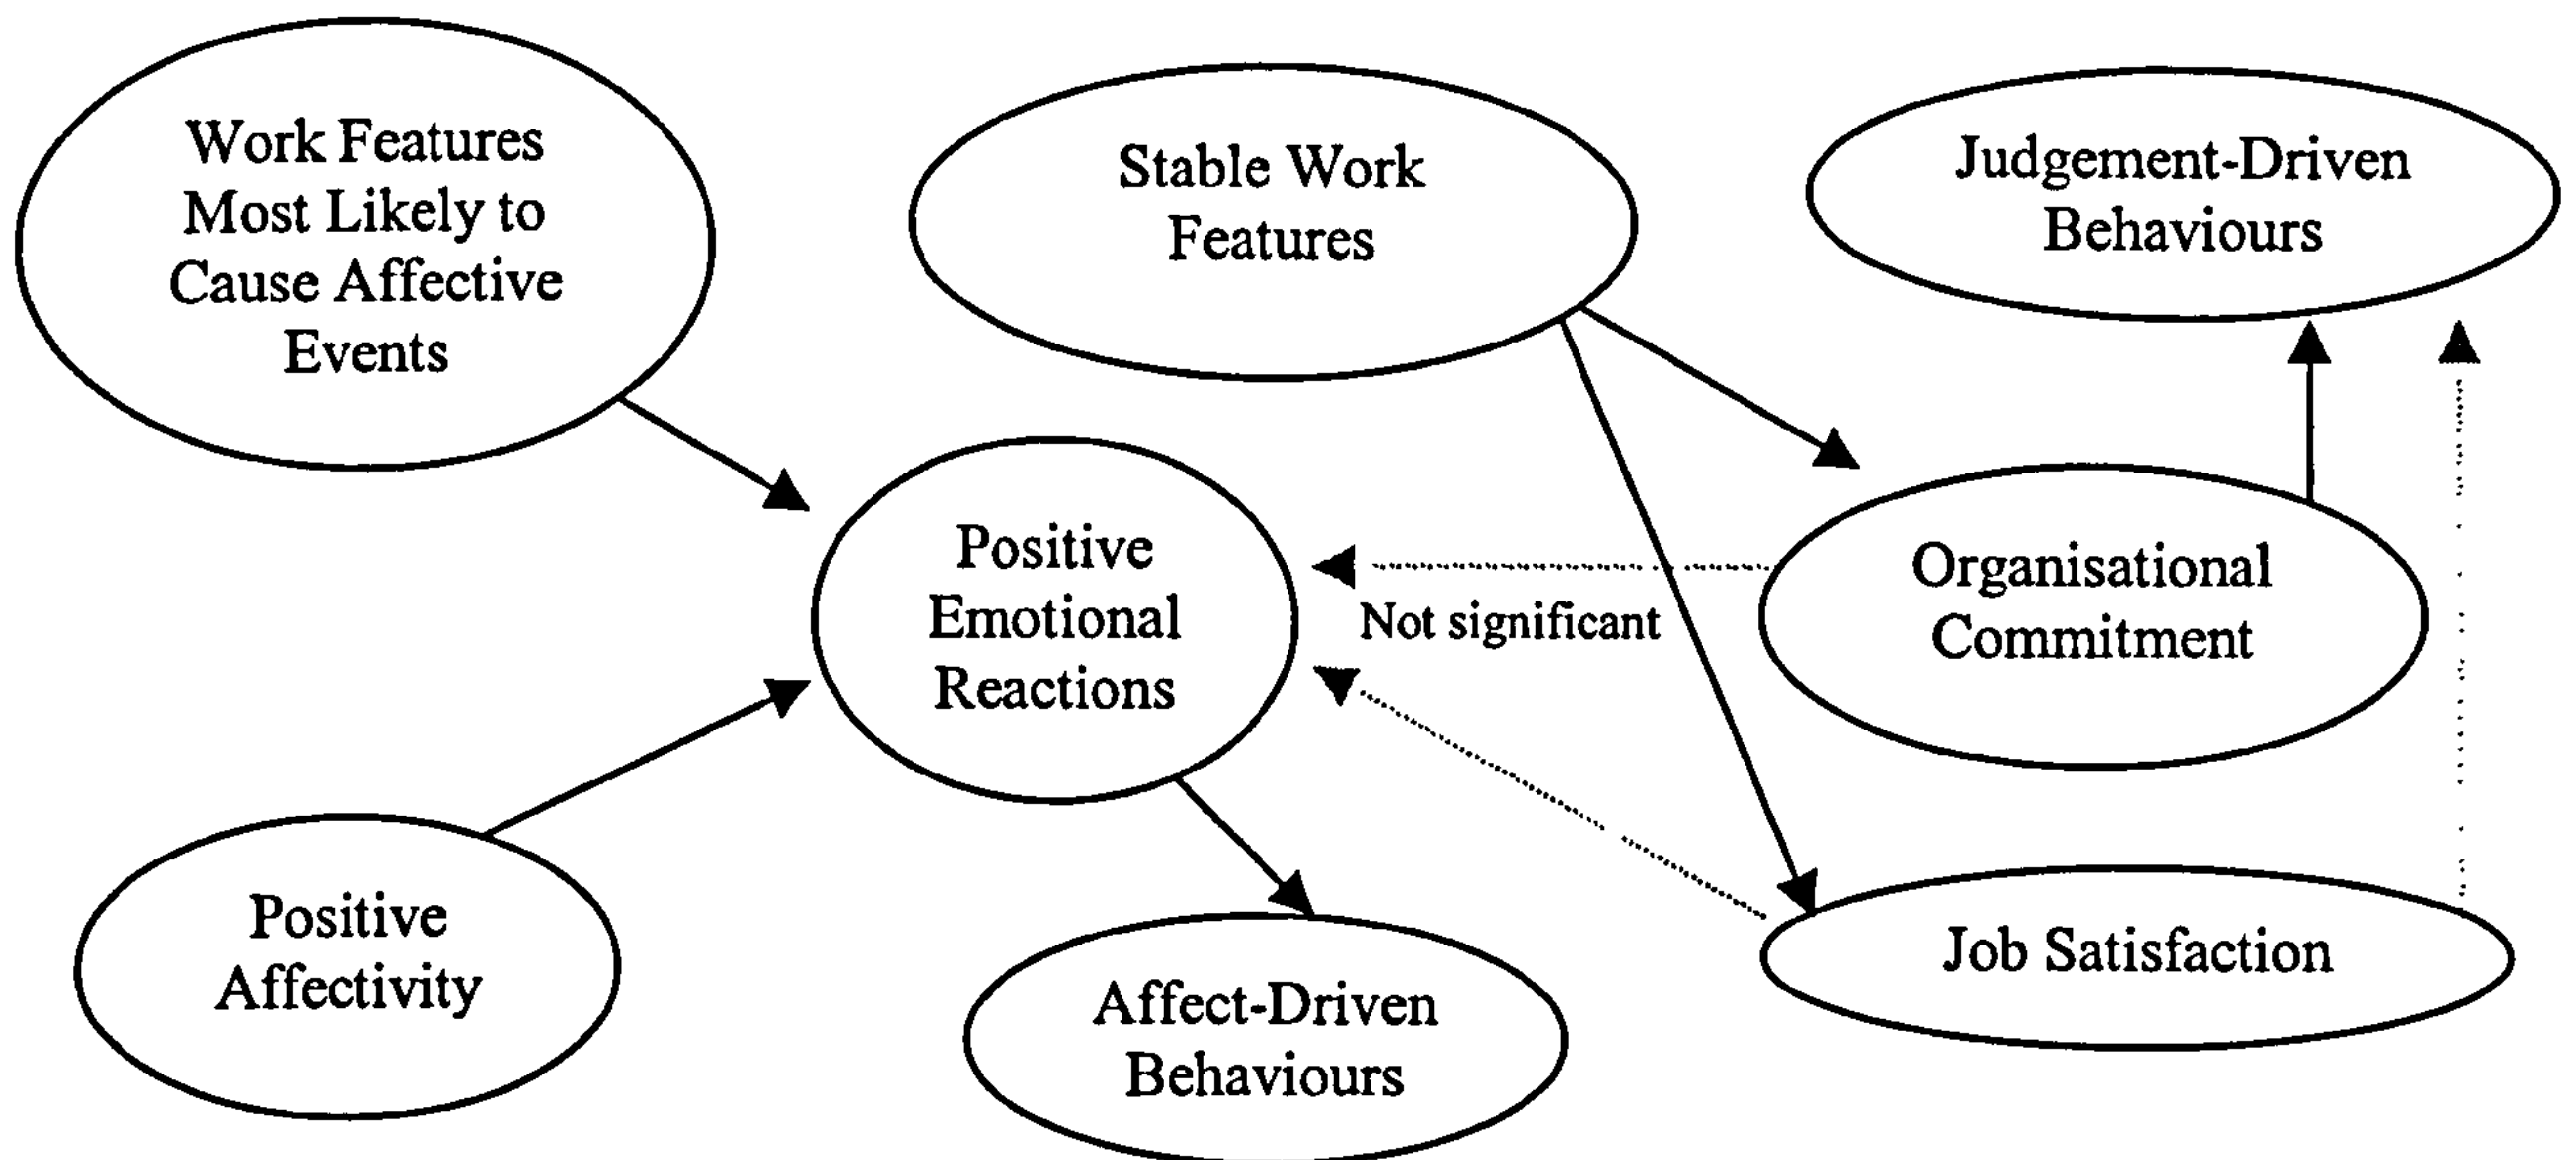 Work Features
Most Likely to
Cause Affective
Events
Stable Work
Features
Judgement-Driven
Behaviours
Positive
Emotional
Reactions
Not significant
Organisational
Commitment
Positive
Affectivity
Affect-Driven
Behaviours
Job Satisfaction